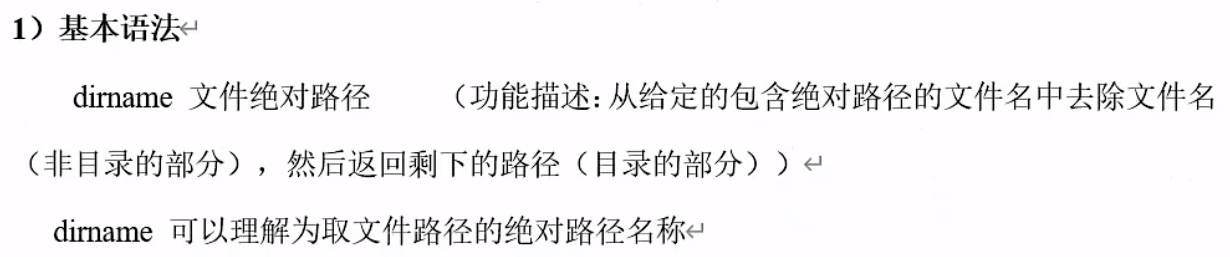 1）基本语法↵
dirname 文件绝对路径 （功能描述：从给定的包含绝对路径的文件名中去除文件名
（非目录的部分），然后返回剩下的路径（目录的部分））↵
dirname 可以理解为取文件路径的绝对路径名称↵